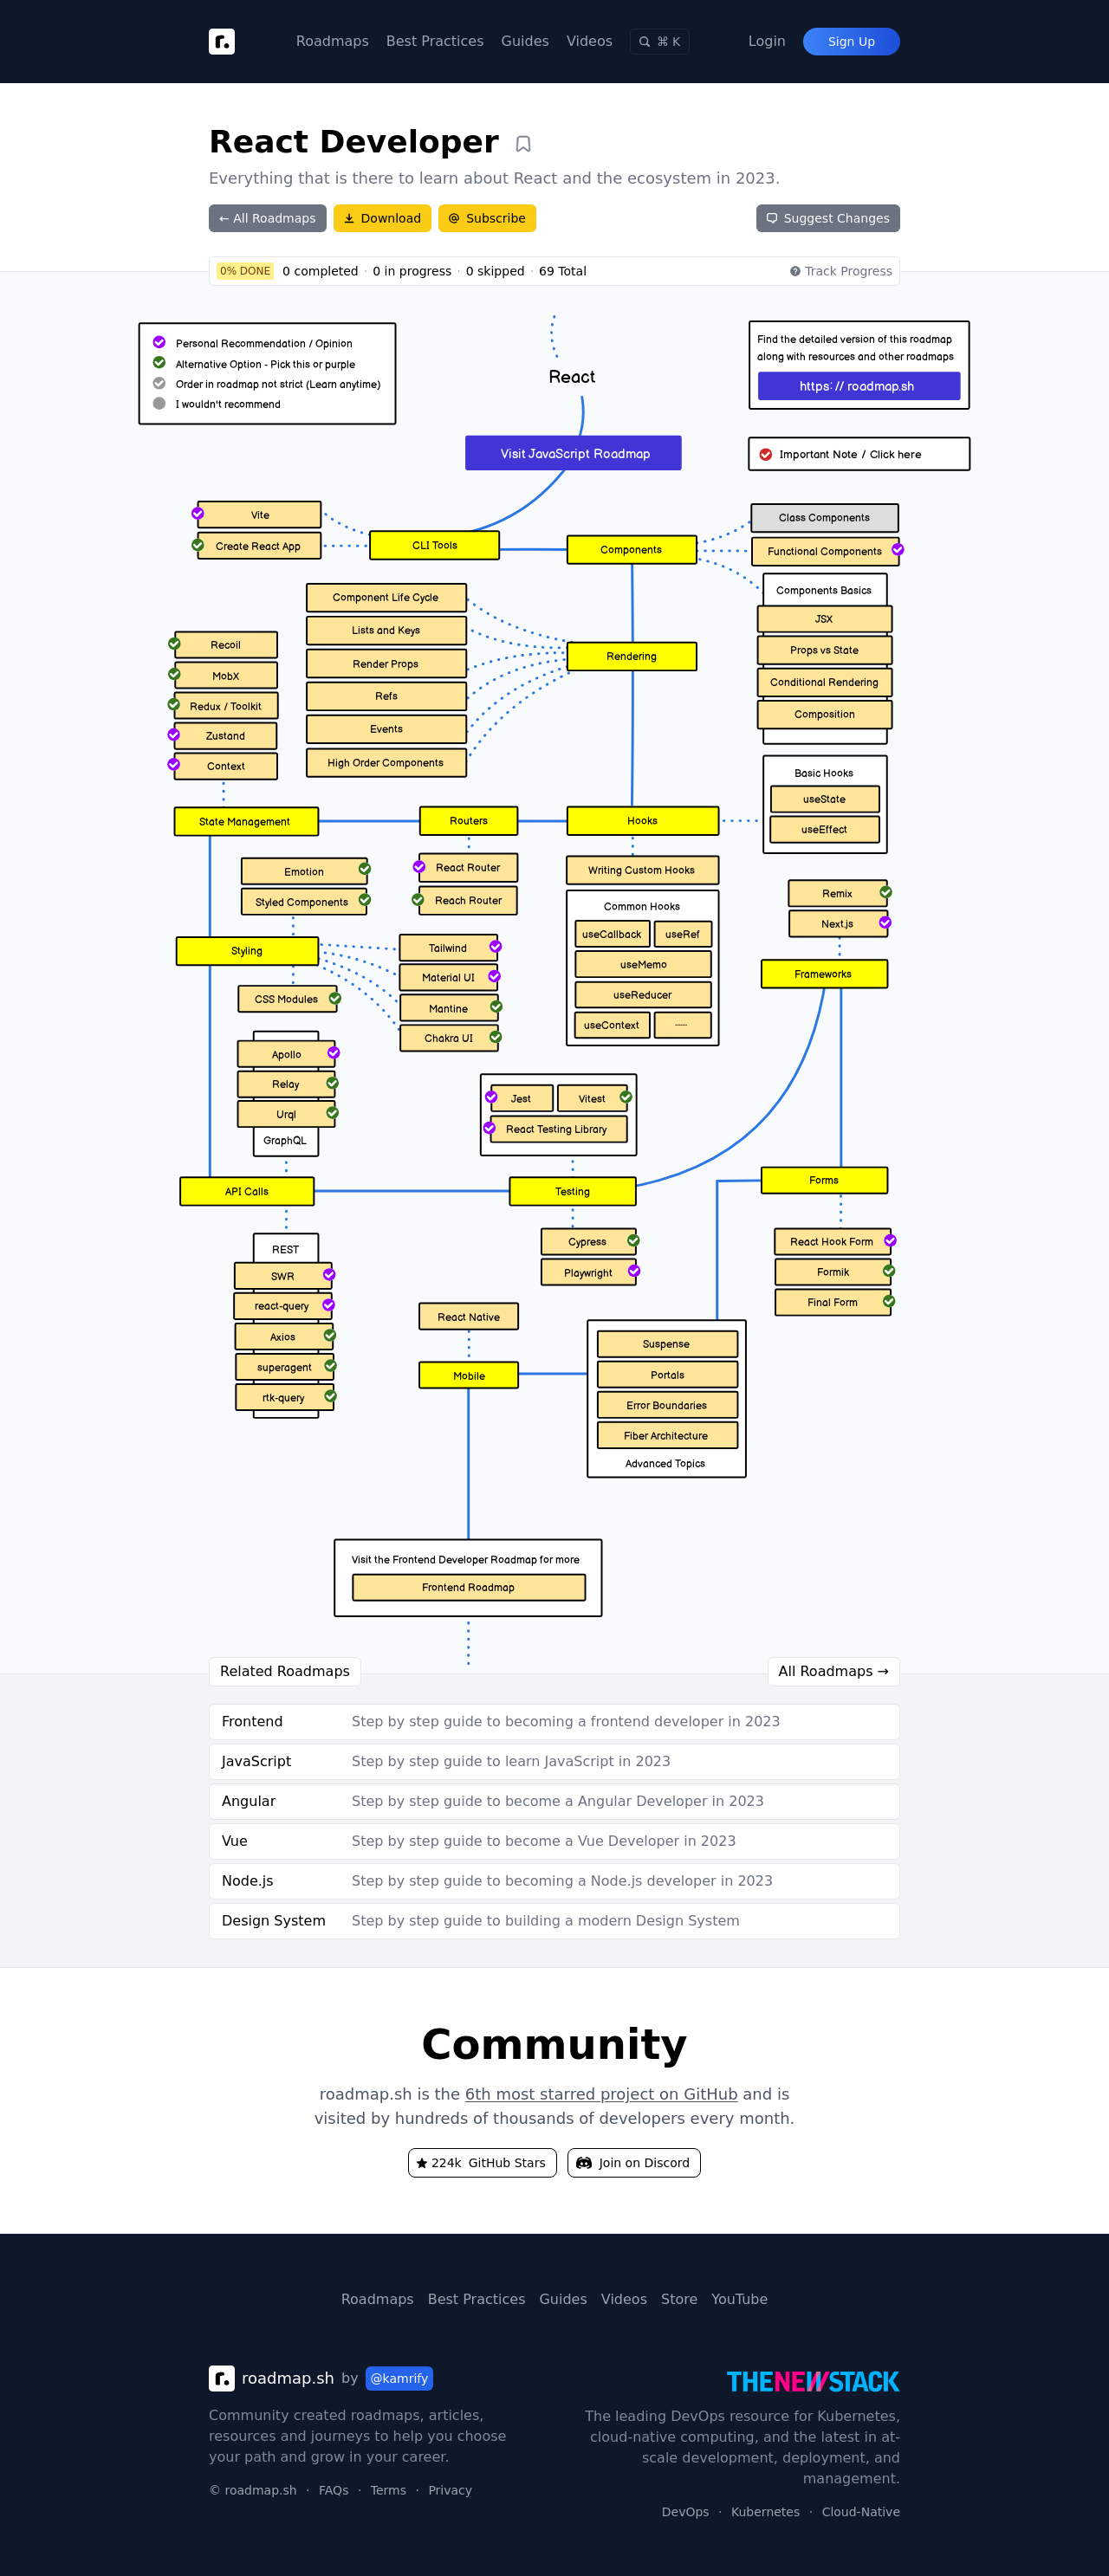 r.
Roadmaps
Best Practices
Guides
Videos
⌘ K
Login
Sign Up
React Developer
Everything that is there to learn about React and the ecosystem in 2023.
← All Roadmaps
Download
Subscribe
Suggest Changes
0% DONE
0 completed · 0 in progress · 0 skipped · 69 Total
Track Progress
Personal Recommendation / Opinion
Alternative Option - Pick this or purple
Order in roadmap not strict (Learn anytime)
I wouldn't recommend
React
Find the detailed version of this roadmap
along with resources and other roadmaps
https://roadmap.sh
Visit JavaScript Roadmap
Important Note / Click here
Vite
Create React App
CLI Tools
Components
Class Components
Functional Components
Components Basics
JSX
Props vs State
Conditional Rendering
Composition
Component Life Cycle
Lists and Keys
Render Props
Refs
Events
High Order Components
Rendering
Recoil
MobX
Redux / Toolkit
Zustand
Context
Basic Hooks
useState
useEffect
State Management
Routers
Hooks
React Router
Reach Router
Writing Custom Hooks
Common Hooks
useCallback
useRef
useMemo
useReducer
useContext
-----
Emotion
Styled Components
Styling
CSS Modules
Tailwind
Material UI
Mantine
Chakra UI
Remix
Next.js
Frameworks
Apollo
Relay
Urql
GraphQL
Jest
Vitest
React Testing Library
API Calls
Testing
Forms
REST
SWR
react-query
Axios
superagent
rtk-query
Cypress
Playwright
React Hook Form
Formik
Final Form
React Native
Mobile
Suspense
Portals
Error Boundaries
Fiber Architecture
Advanced Topics
Visit the Frontend Developer Roadmap for more
Frontend Roadmap
Related Roadmaps
All Roadmaps →
Frontend
Step by step guide to becoming a frontend developer in 2023
JavaScript
Step by step guide to learn JavaScript in 2023
Angular
Step by step guide to become a Angular Developer in 2023
Vue
Step by step guide to become a Vue Developer in 2023
Node.js
Step by step guide to becoming a Node.js developer in 2023
Design System
Step by step guide to building a modern Design System
Community
roadmap.sh is the 6th most starred project on GitHub and is
visited by hundreds of thousands of developers every month.
224k GitHub Stars
Join on Discord
Roadmaps
Best Practices
Guides
Videos
Store
YouTube
r.
roadmap.sh by @kamrify
Community created roadmaps, articles,
resources and journeys to help you choose
your path and grow in your career.
© roadmap.sh · FAQs · Terms · Privacy
THENEWSTACK
The leading DevOps resource for Kubernetes,
cloud-native computing, and the latest in at-
scale development, deployment, and
management.
DevOps · Kubernetes · Cloud-Native